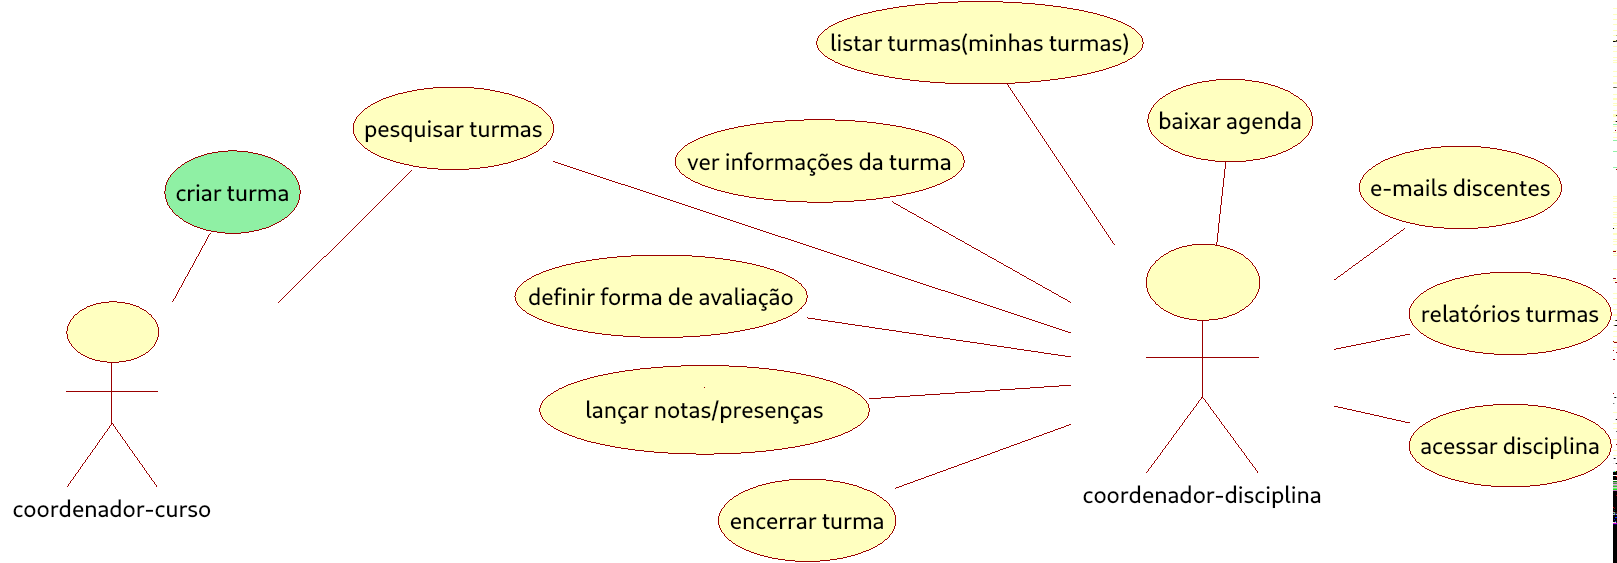 listar turmas(minhas turmas)
baixar agenda
pesquisar turmas
ver informações da turma
e-mails discentes
criar turma
definir forma de avaliação
relatórios turmas
lançar notas/presenças
acessar disciplina
coordenador-disciplina
coordenador-curso
encerrar turma